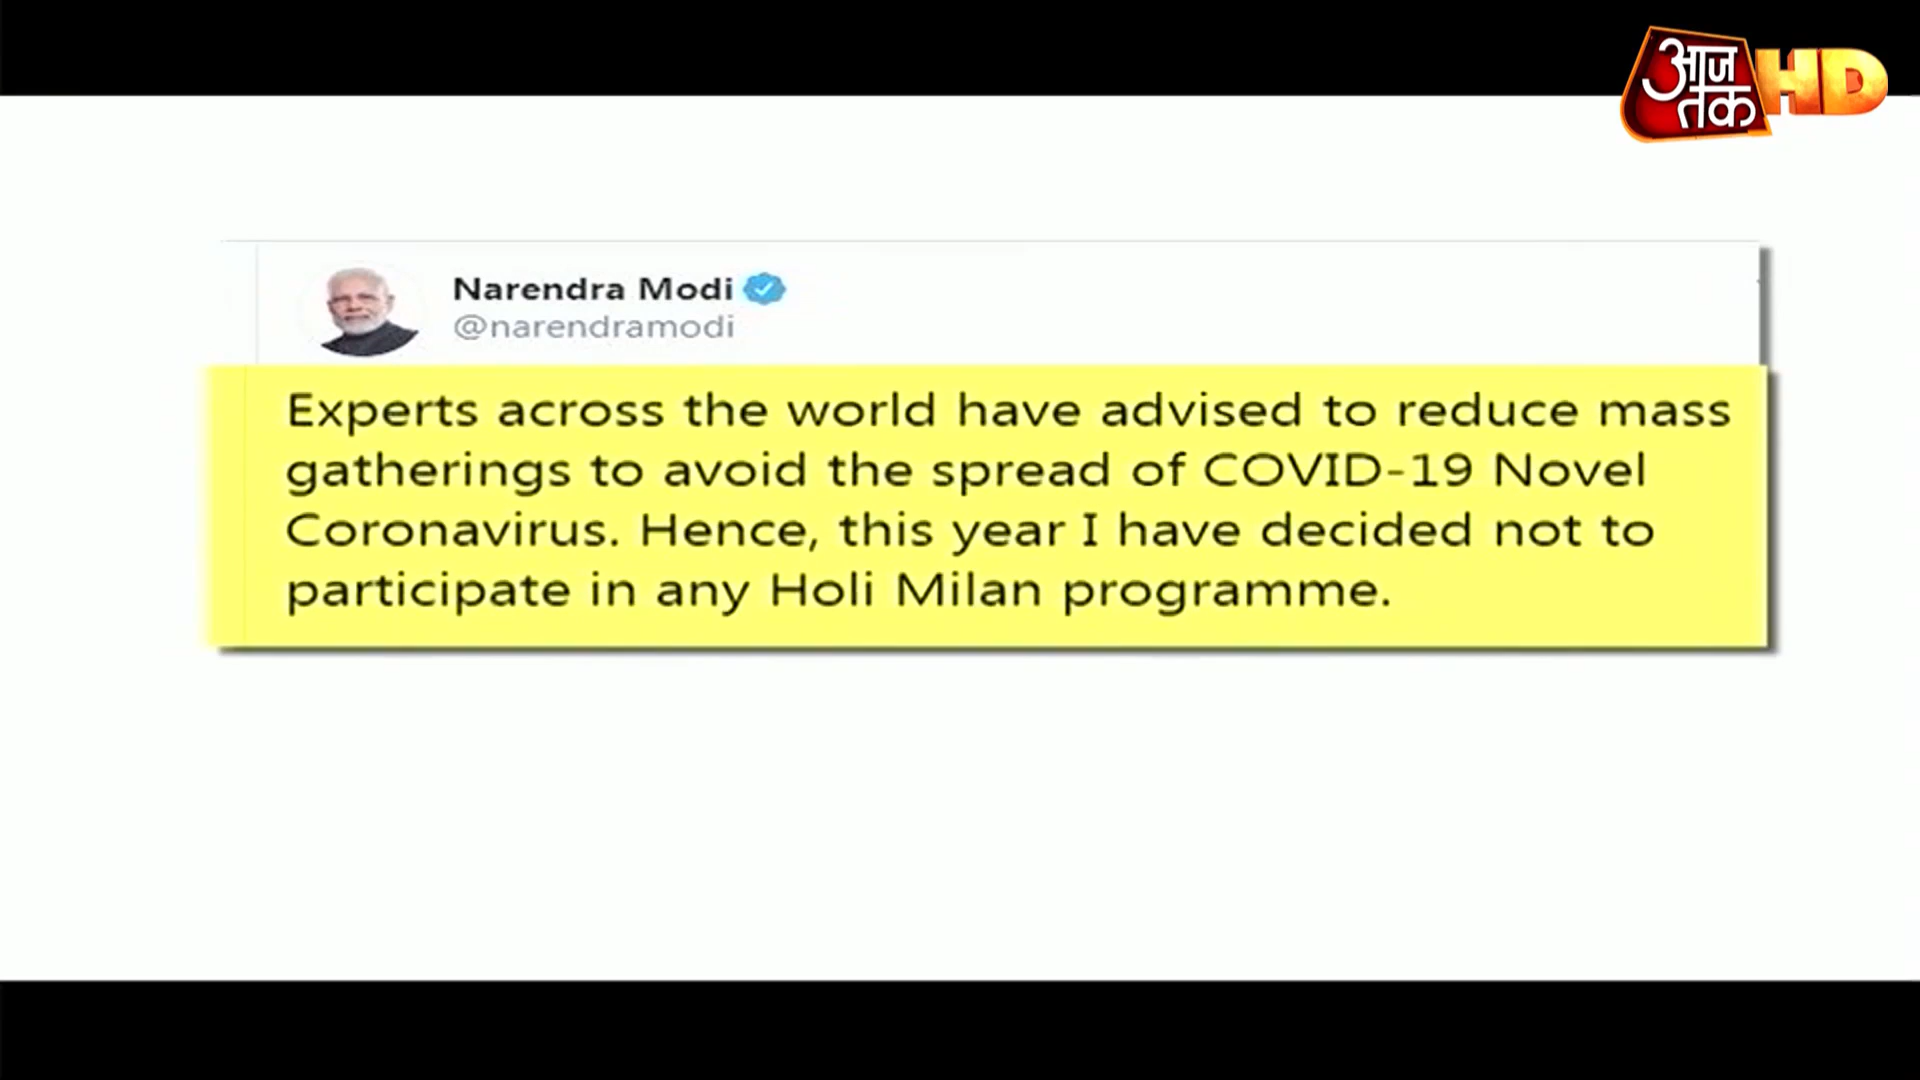 आज
तक HD
Narendra Modi
@narendramodi
Experts across the world have advised to reduce mass
gatherings to avoid the spread of COVID-19 Novel
Coronavirus. Hence, this year I have decided not to
participate in any Holi Milan programme.